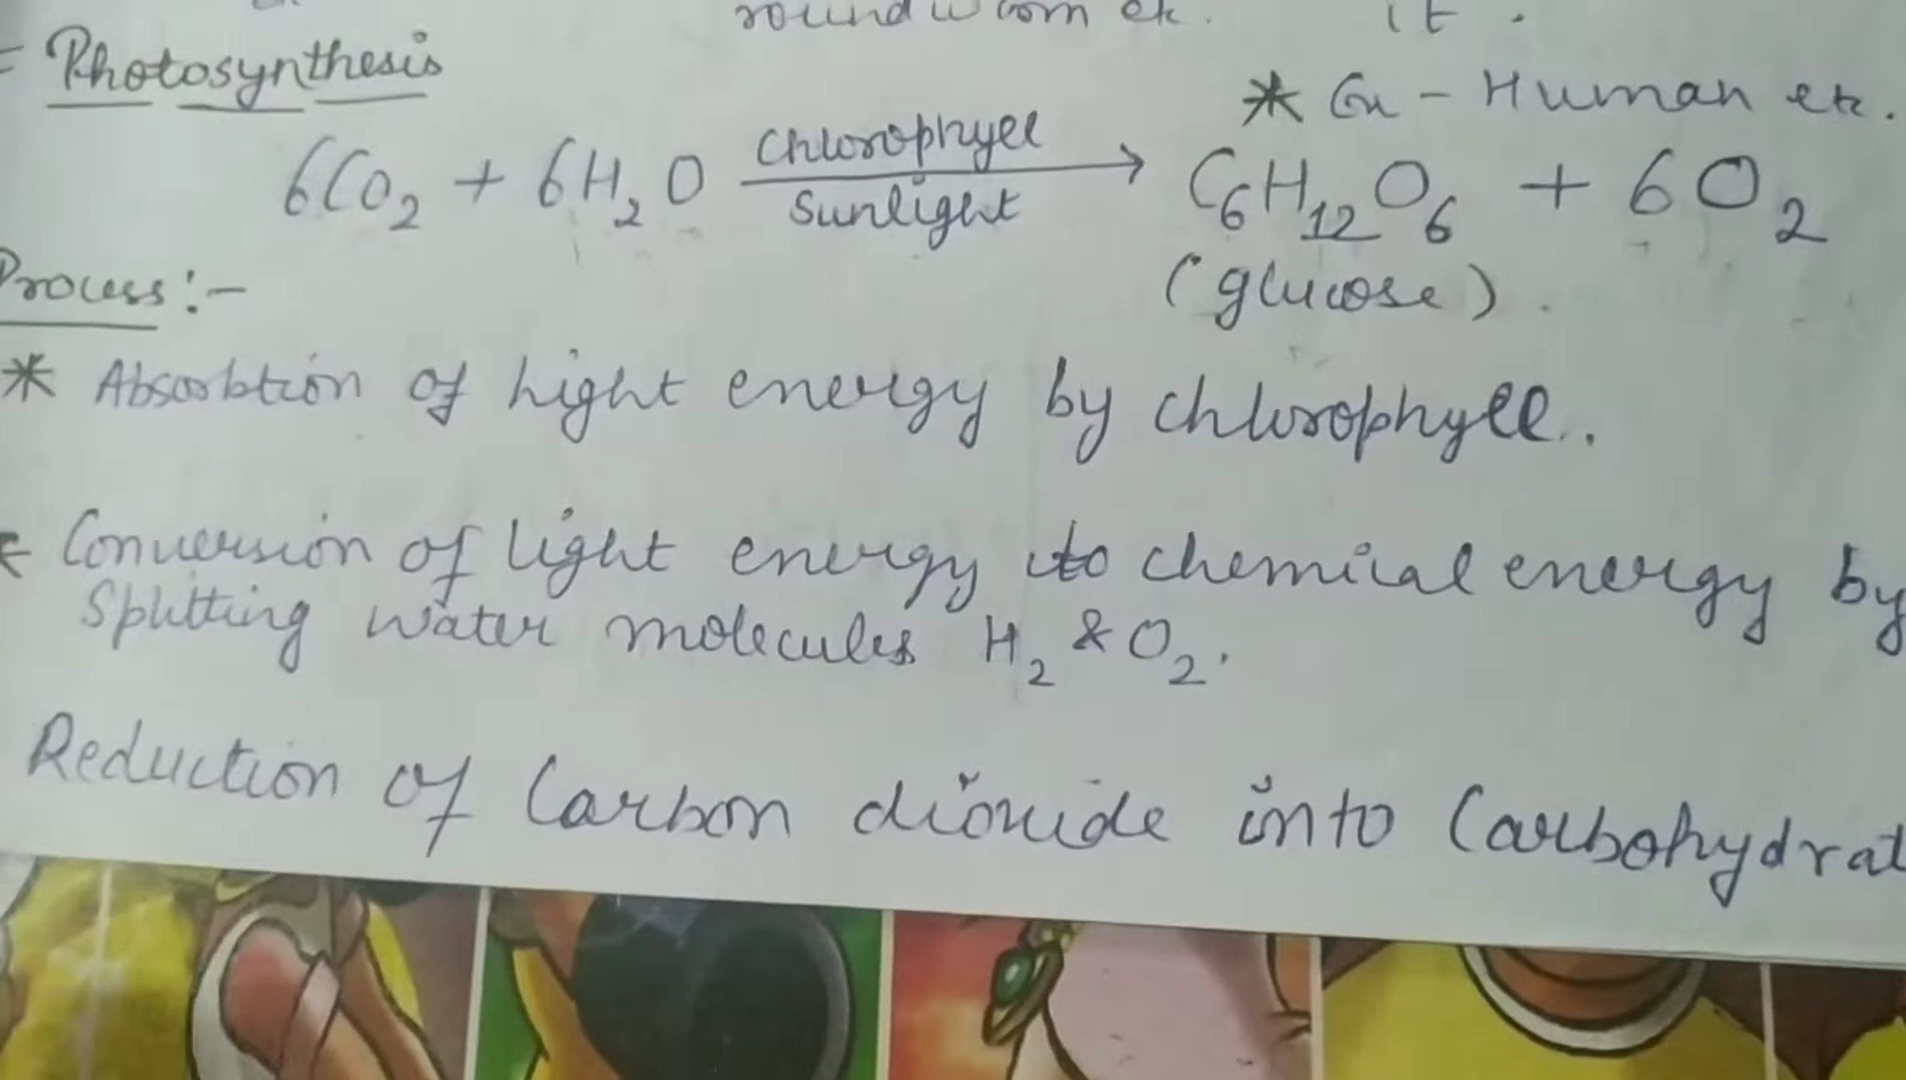 roundworm etc. it.
Photosynthesis
* Ex - Human etc.
6CO₂ + 6H₂O Chlorophyll Sunlight → C₆H₁₂O₆ + 6O₂
(glucose).
Process:-
* Absorbtion of light energy by chlorophyll.
* Conversion of light energy to chemical energy by
Splitting water molecules H₂ & O₂.
Reduction of Carbon dioxide into Carbohydrat